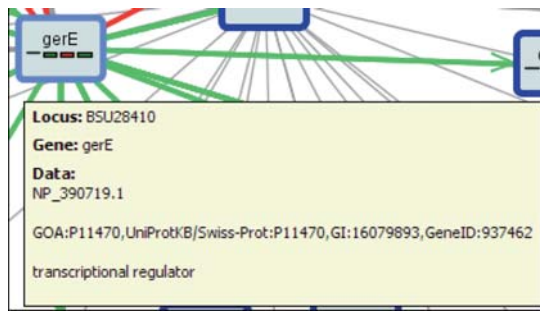 gerE
Locus: BSU28410
Gene: gerE
Data:
NP_390719.1
GOA:P11470,UniProtKB/Swiss-Prot:P11470,GI:16079893,GeneID:937462
transcriptional regulator